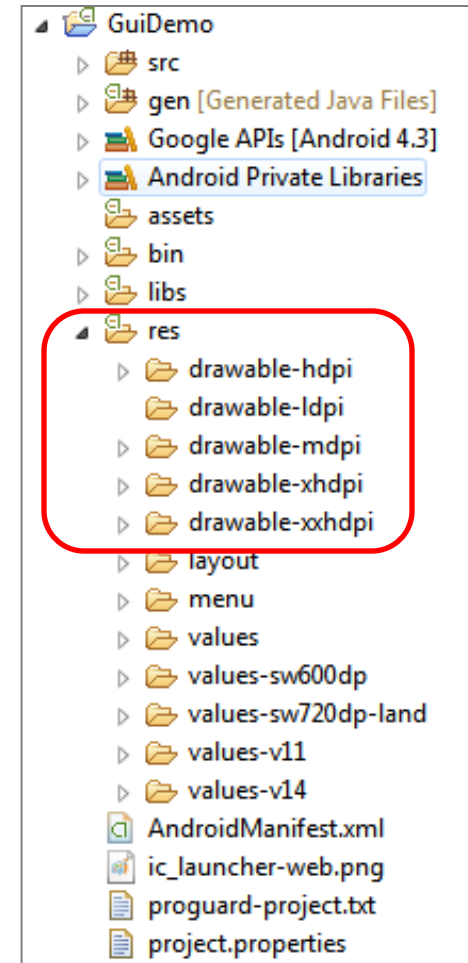 GuiDemo
src
gen [Generated Java Files]
Google APIs [Android 4.3]
Android Private Libraries
assets
bin
libs
res
drawable-hdpi
drawable-ldpi
drawable-mdpi
drawable-xhdpi
drawable-xxhdpi
layout
menu
values
values-sw600dp
values-sw720dp-land
values-v11
values-v14
AndroidManifest.xml
ic_launcher-web.png
proguard-project.txt
project.properties